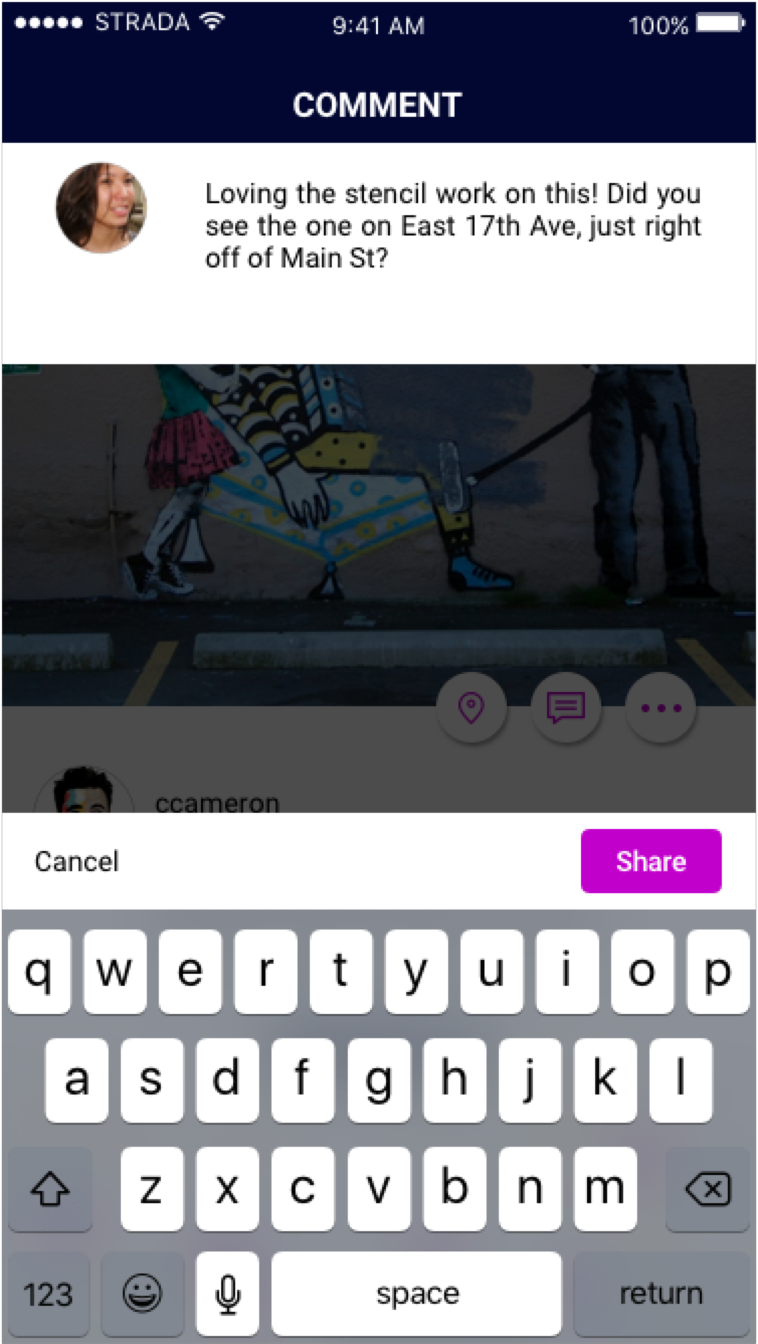 STRADA 9:41 AM 100%
COMMENT
Loving the stencil work on this! Did you
see the one on East 17th Ave, just right
off of Main St?
ccameron
Cancel Share
q w e r t y u i o p
a s d f g h j k l
z x c v b n m
123 space return